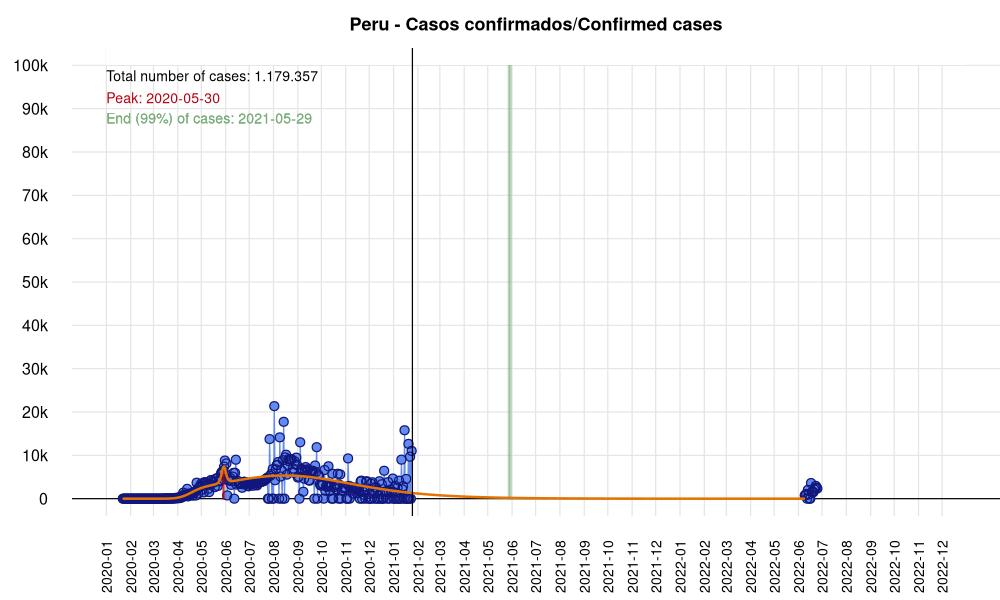 Peru - Casos confirmados/Confirmed cases
Total number of cases: 1.179.357
Peak: 2020-05-30
End (99%) of cases: 2021-05-29
100k
90k
80k
70k
60k
50k
40k
30k
20k
10k
0
2020-01
2020-02
2020-03
2020-04
2020-05
2020-06
2020-07
2020-08
2020-09
2020-10
2020-11
2020-12
2021-01
2021-02
2021-03
2021-04
2021-05
2021-06
2021-07
2021-08
2021-09
2021-10
2021-11
2021-12
2022-01
2022-02
2022-03
2022-04
2022-05
2022-06
2022-07
2022-08
2022-09
2022-10
2022-11
2022-12